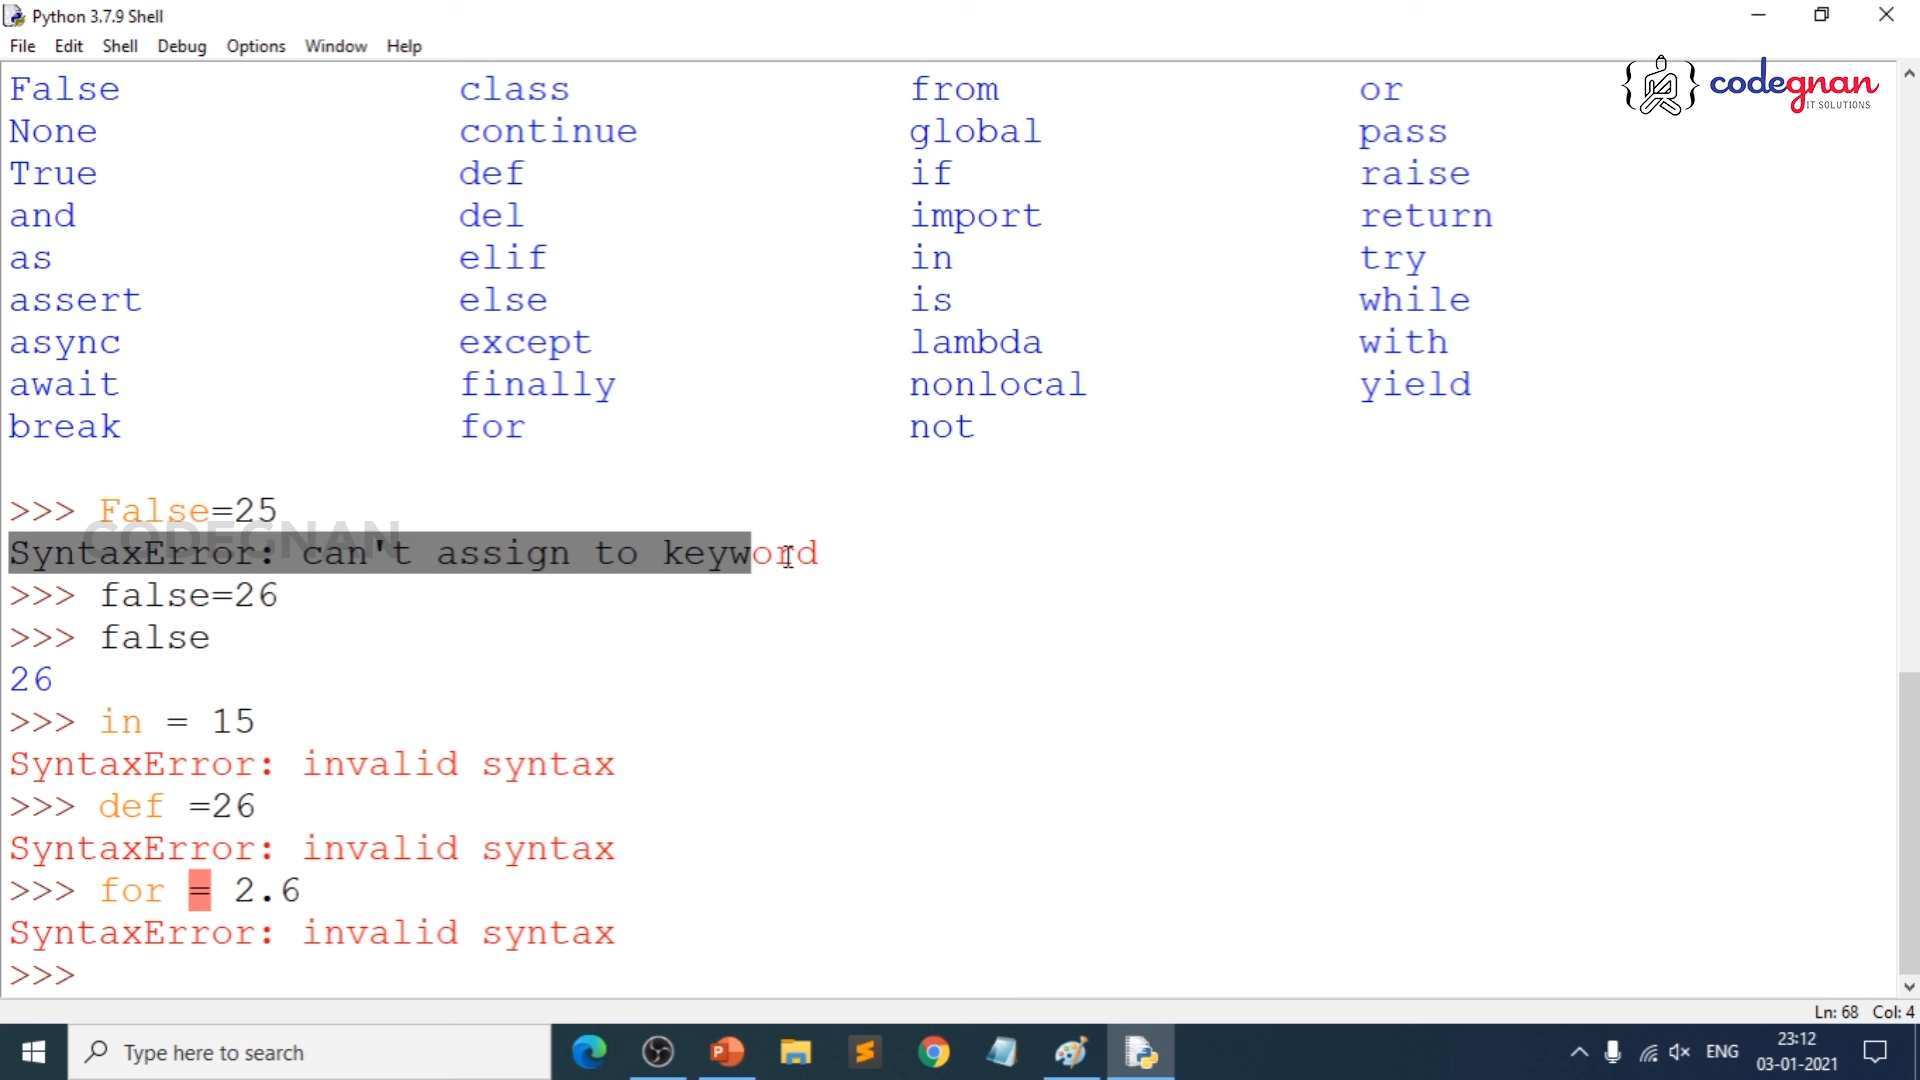 Python 3.7.9 Shell
File Edit Shell Debug Options Window Help
codegnan
IT SOLUTIONS
False class from or
None continue global pass
True def if raise
and del import return
as elif in try
assert else is while
async except lambda with
await finally nonlocal yield
break for not
>>> False=25
CODEGNAN
SyntaxError: can't assign to keyword
>>> false=26
>>> false
26
>>> in = 15
SyntaxError: invalid syntax
>>> def =26
SyntaxError: invalid syntax
>>> for = 2.6
SyntaxError: invalid syntax
>>>
Ln: 68 Col: 4
Type here to search
ENG
23:12
03-01-2021